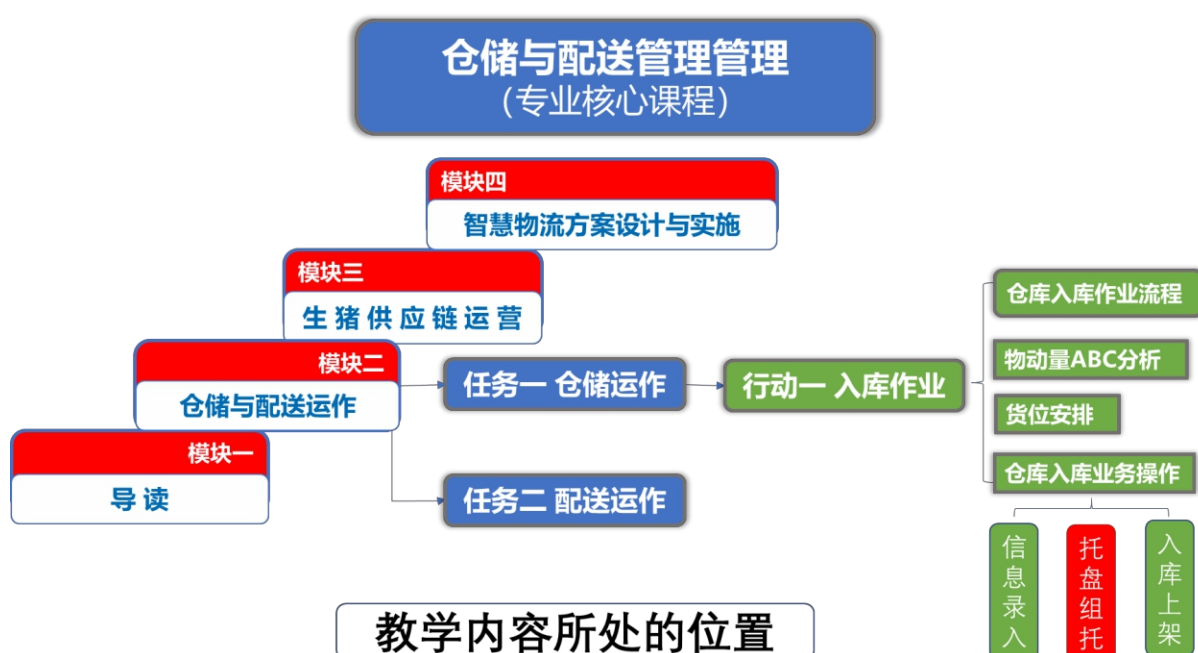 仓储与配送管理管理
(专业核心课程)
模块四
智慧物流方案设计与实施
模块三
生猪供应链运营
模块二
仓储与配送运作
模块一
导读
任务一 仓储运作
任务二 配送运作
行动一 入库作业
仓库入库作业流程
物动量ABC分析
货位安排
仓库入库业务操作
信息录入
托盘组托
入库上架
教学内容所处的位置